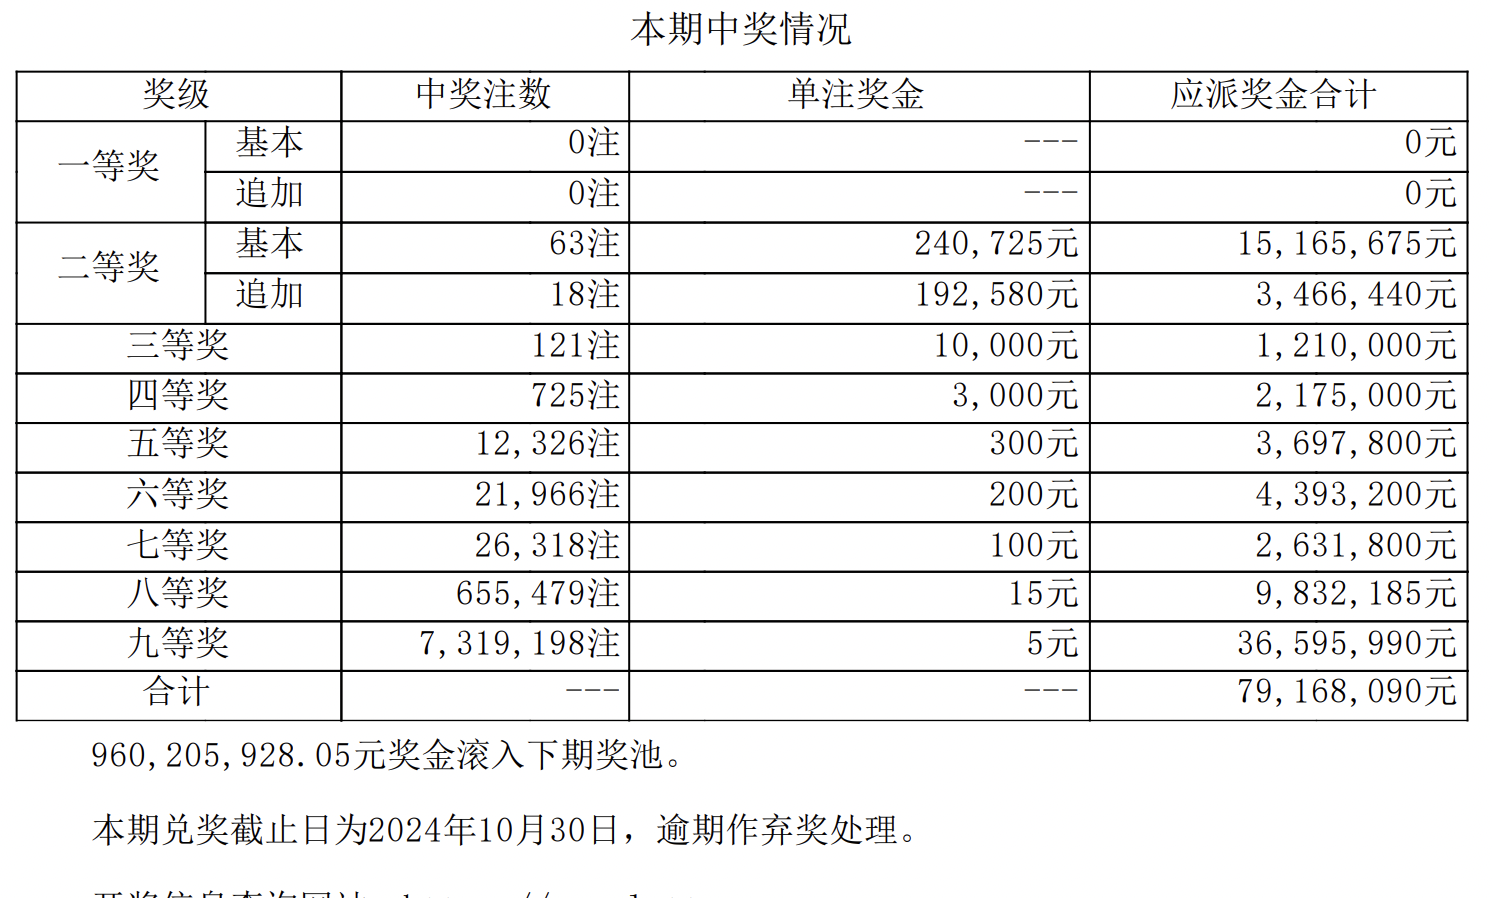 本期中奖情况
奖级 中奖注数 单注奖金 应派奖金合计
一等奖 基本 0注 --- 0元
追加 0注 --- 0元
二等奖 基本 63注 240,725元 15,165,675元
追加 18注 192,580元 3,466,440元
三等奖 121注 10,000元 1,210,000元
四等奖 725注 3,000元 2,175,000元
五等奖 12,326注 300元 3,697,800元
六等奖 21,966注 200元 4,393,200元
七等奖 26,318注 100元 2,631,800元
八等奖 655,479注 15元 9,832,185元
九等奖 7,319,198注 5元 36,595,990元
合计 --- --- 79,168,090元
960,205,928.05元奖金滚入下期奖池。
本期兑奖截止日为2024年10月30日，逾期作弃奖处理。